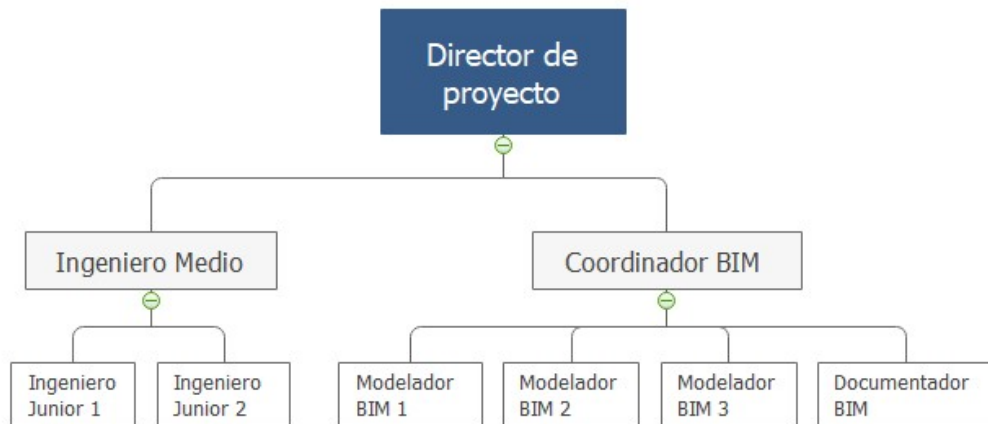 Director de
proyecto
Ingeniero Medio
Coordinador BIM
Ingeniero
Junior 1
Ingeniero
Junior 2
Modelador
BIM 1
Modelador
BIM 2
Modelador
BIM 3
Documentador
BIM